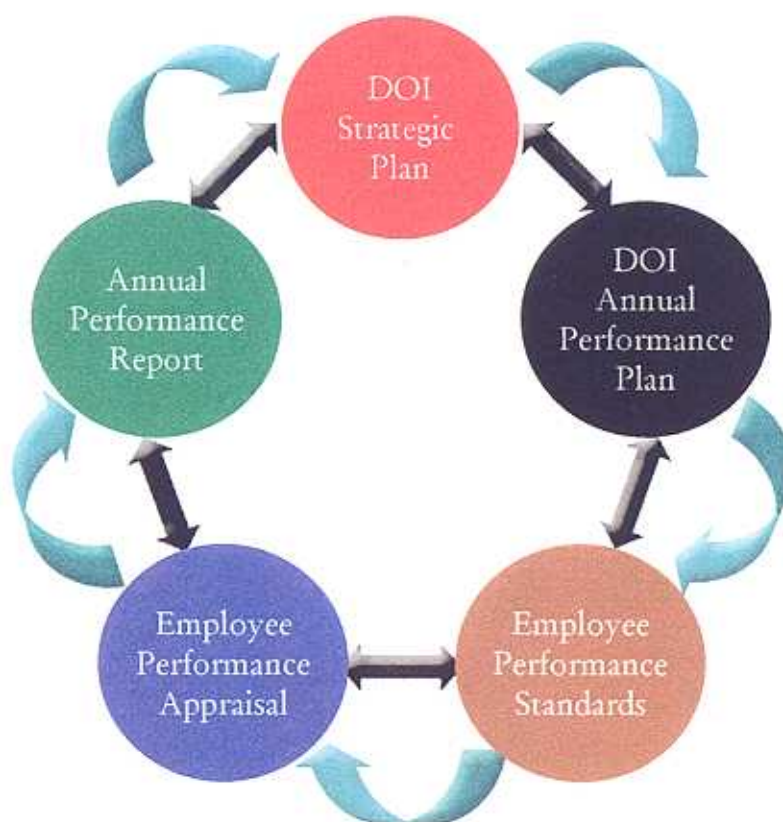 DOI
Strategic
Plan
DOI
Annual
Performance
Plan
Employee
Performance
Standards
Employee
Performance
Appraisal
Annual
Performance
Report